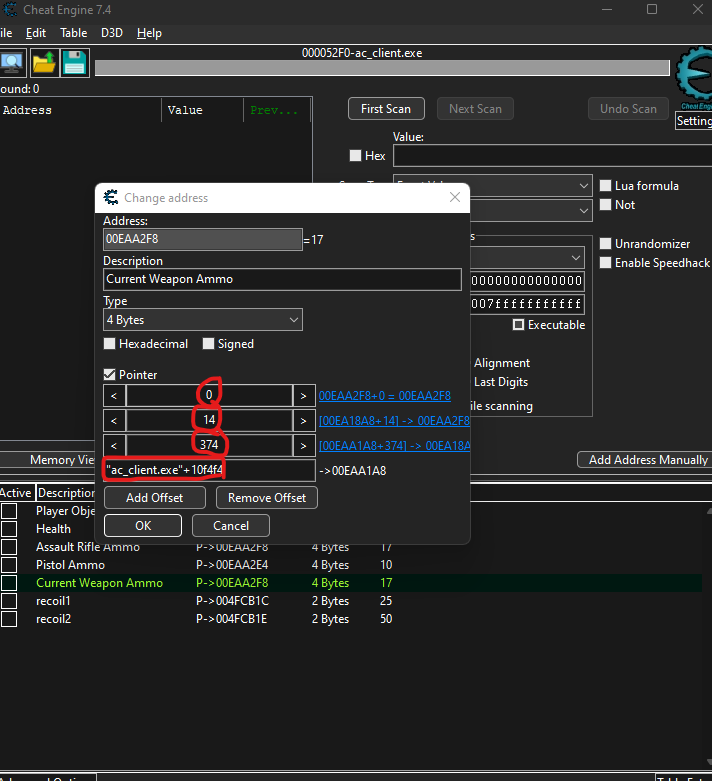 Cheat Engine 7.4
ile Edit Table D3D Help
000052F0-ac_client.exe
ound: 0
Address Value Prev...
First Scan Next Scan Undo Scan
Cheat Engi
Setting
Value:
Hex
Lua formula
Not
Unrandomizer
Enable Speedhack
000000000000000
007fffffffffff
Executable
Alignment
Last Digits
ile scanning
Change address
Address:
00EAA2F8 =17
Description
Current Weapon Ammo
Type
4 Bytes
Hexadecimal Signed
Pointer
< 0 > 00EAA2F8+0 = 00EAA2F8
< 14 > [00EA18A8+14] -> 00EAA2F8
< 374 > [00EAA1A8+374] -> 00EA18A
"ac_client.exe"+10f4f4 ->00EAA1A8
Add Offset Remove Offset
OK Cancel
Memory Vie Add Address Manually
Active Description
Player Obje
Health
Assault Rifle Ammo P->00EAA2F8 4 Bytes 17
Pistol Ammo P->00EAA2E4 4 Bytes 10
Current Weapon Ammo P->00EAA2F8 4 Bytes 17
recoil1 P->004FCB1C 2 Bytes 25
recoil2 P->004FCB1E 2 Bytes 50